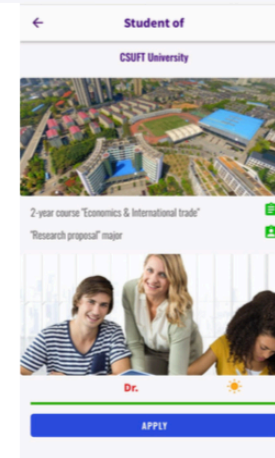 Student of
CSUFT University
2-year course "Economics & International trade"
"Research proposal" major
Dr.
APPLY